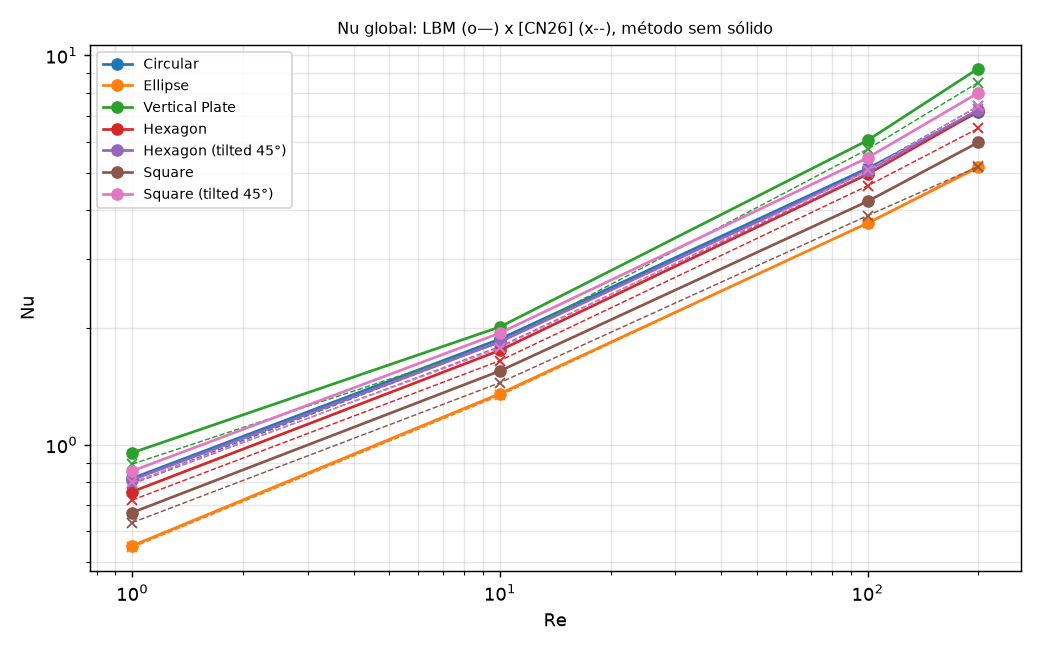 Nu global: LBM (o—) x [CN26] (x--), método sem sólido
10¹
Circular
Ellipse
Vertical Plate
Hexagon
Hexagon (tilted 45°)
Square
Square (tilted 45°)
Nu
10⁰
10⁰
10¹
10²
Re